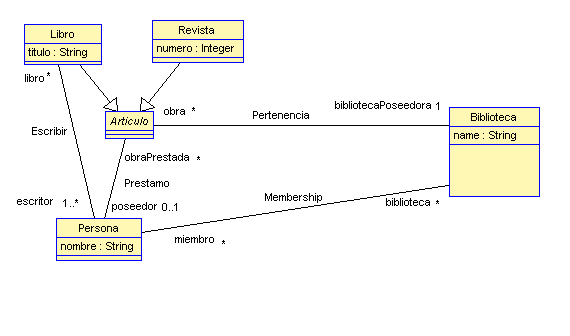 Libro
titulo : String
Revista
numero : Integer
libro *
Articulo
obra *
Pertenencia
bibliotecaPoseedora 1
Biblioteca
name : String
Escribir
obraPrestada *
Prestamo
escritor 1..*
poseedor 0..1
Membership
biblioteca *
Persona
nombre : String
miembro *